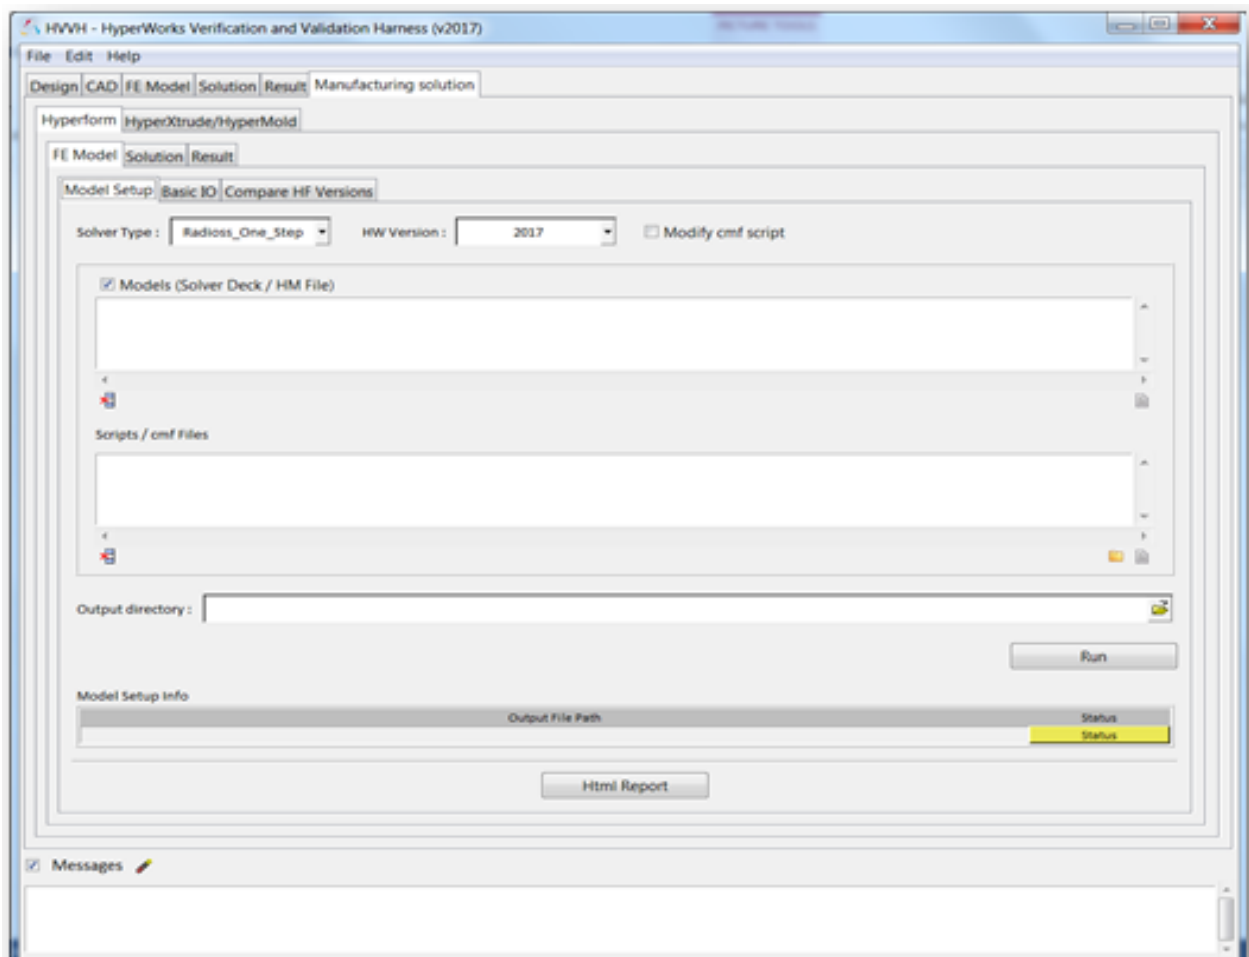 HVVH - HyperWorks Verification and Validation Harness (v2017)
File Edit Help
Design CAD FE Model Solution Result Manufacturing solution
Hyperform HyperXtrude/HyperMold
FE Model Solution Result
Model Setup Basic IO Compare HF Versions
Solver Type : Radioss_One_Step HW Version : 2017 Modify cmf script
Models (Solver Deck / HM File)
Scripts / cmf Files
Output directory :
Run
Model Setup Info
Output File Path Status
Status
Html Report
Messages